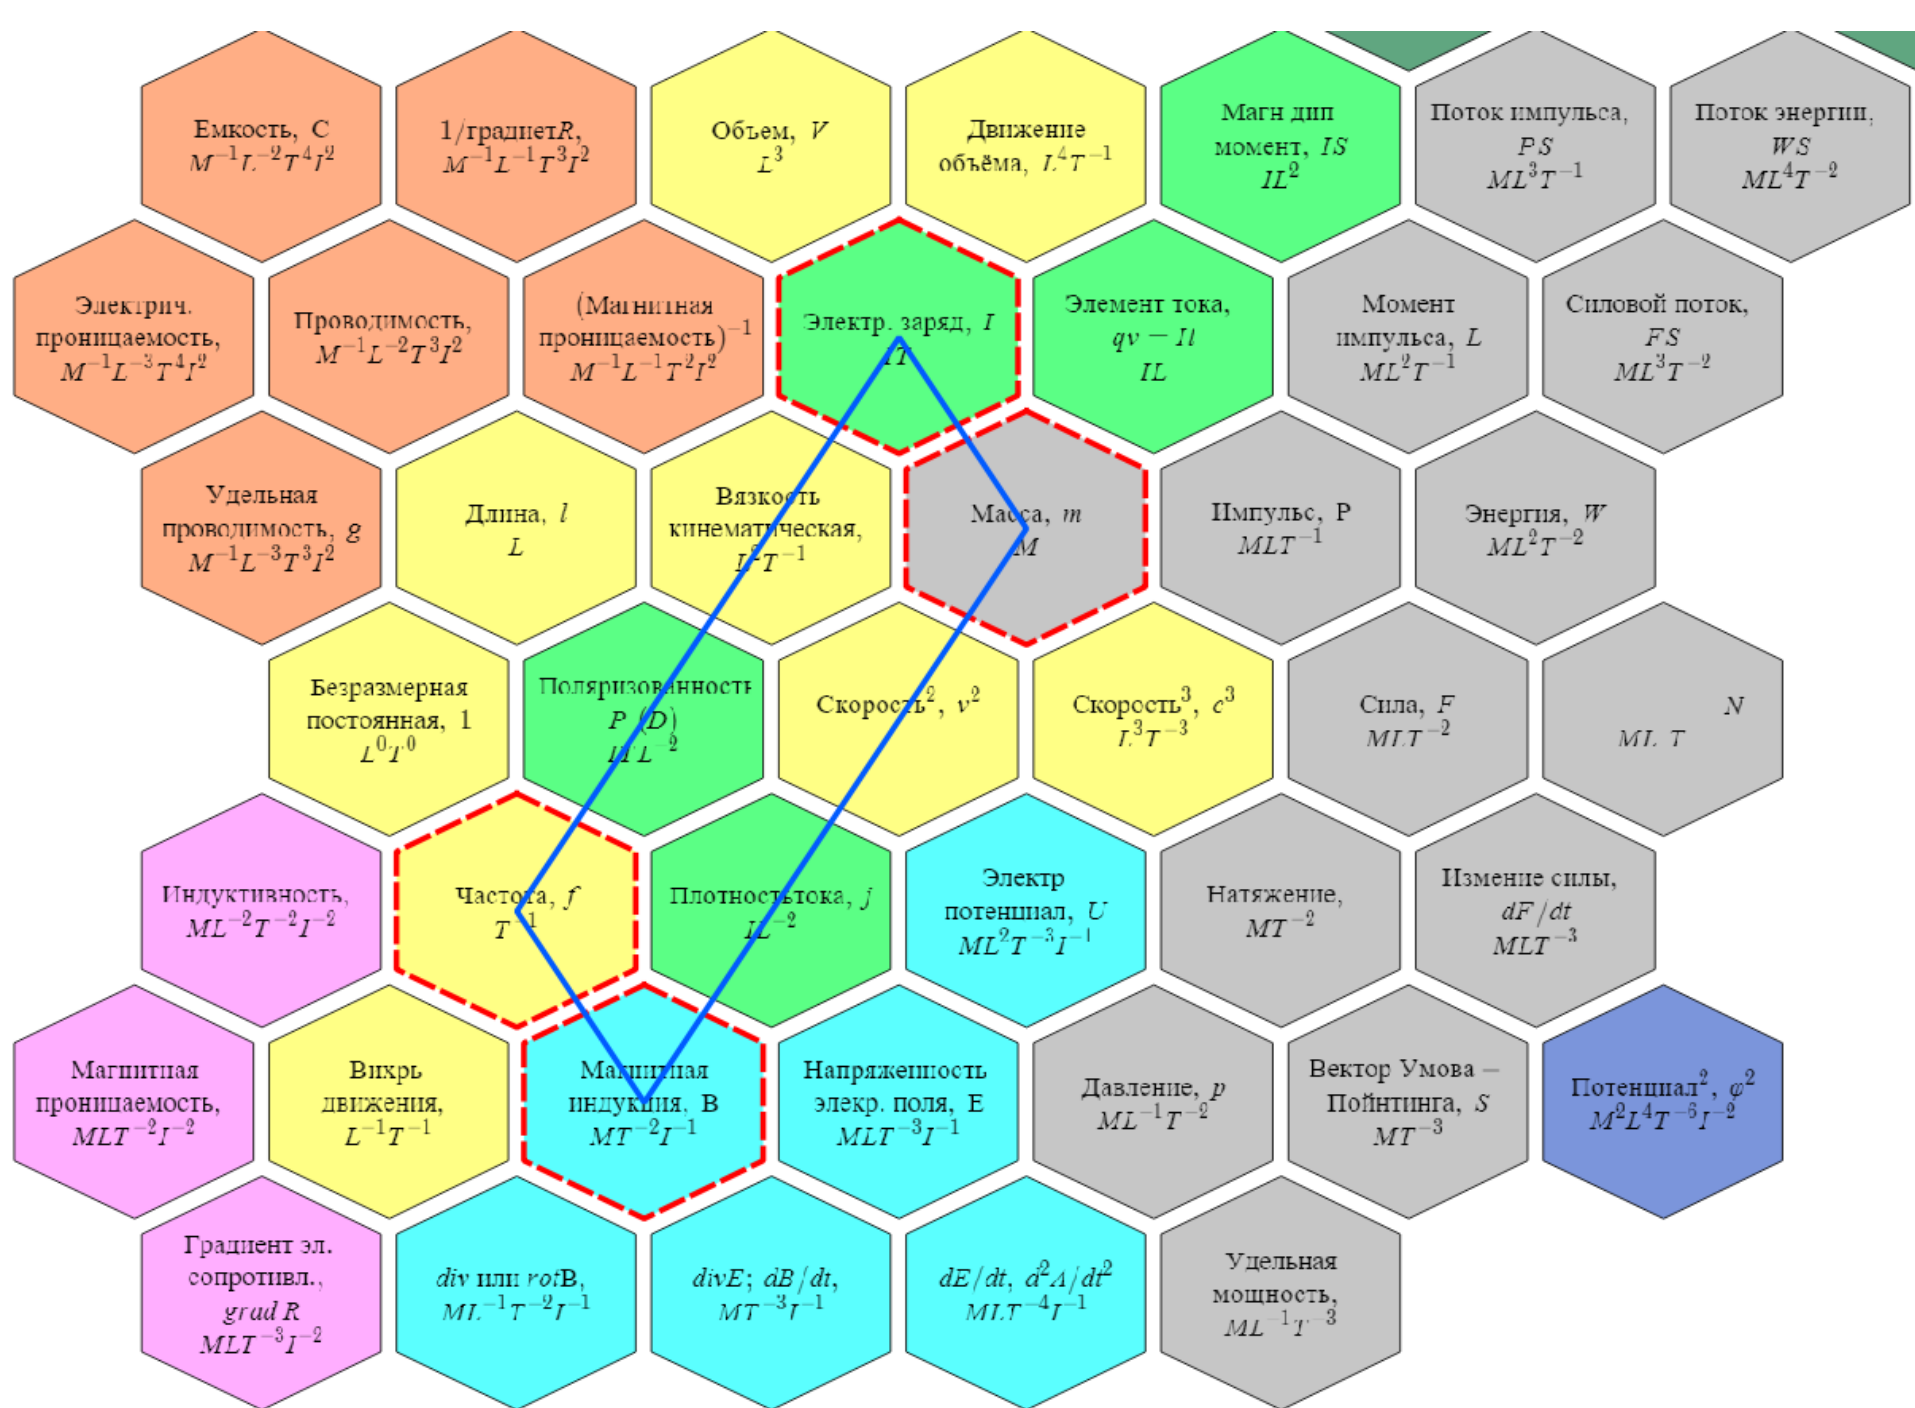 Емкость, C
M⁻¹L⁻²T⁴I²
1/градиетR,
M⁻¹L⁻¹T³I²
Объем, V
L³
Движение
объёма, L⁴T⁻¹
Магн дип
момент, IS
IL²
Поток импульса,
PS
ML³T⁻¹
Поток энергии,
WS
ML⁴T⁻²
Электрич.
проницаемость,
M⁻¹L⁻³T⁴I²
Проводимость,
M⁻¹L⁻²T³I²
(Магнитная
проницаемость)⁻¹
M⁻¹L⁻¹T²I²
Электр. заряд, I
IT
Элемент тока,
qv − Il
IL
Момент
импульса, L
ML²T⁻¹
Силовой поток,
FS
ML³T⁻²
Удельная
проводимость, g
M⁻¹L⁻³T³I²
Длина, l
L
Вязкость
кинематическая,
L²T⁻¹
Масса, m
M
Импульс, P
MLT⁻¹
Энергия, W
ML²T⁻²
Безразмерная
постоянная, 1
L⁰T⁰
Поляризованность
P (D)
ITL⁻²
Скорость², v²
Скорость³, c³
L³T⁻³
Сила, F
MLT⁻²
N
ML T
Индуктивность,
ML⁻²T⁻²I⁻²
Частота, f
T⁻¹
Плотностьтока, j
IL⁻²
Электр
потенциал, U
ML²T⁻³I⁻¹
Натяжение,
MT⁻²
Измение силы,
dF/dt
MLT⁻³
Магнитная
проницаемость,
MLT⁻²I⁻²
Вихрь
движения,
L⁻¹T⁻¹
Магнитная
индукция, B
MT⁻²I⁻¹
Напряженность
элекр. поля, E
MLT⁻³I⁻¹
Давление, p
ML⁻¹T⁻²
Вектор Умова −
Пойнтинга, S
MT⁻³
Потенциал², φ²
M²L⁴T⁻⁶I⁻²
Градиент эл.
сопротивл.,
grad R
MLT⁻³I⁻²
div или rotB,
ML⁻¹T⁻²I⁻¹
divE; dB/dt,
MT⁻³I⁻¹
dE/dt, d²A/dt²
MLT⁻⁴I⁻¹
Удельная
мощность,
ML⁻¹T⁻³